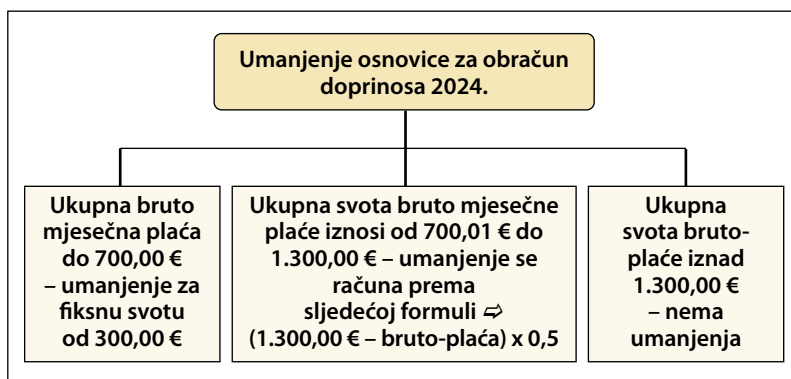 Umanjenje osnovice za obračun
doprinosa 2024.
Ukupna bruto
mjesečna plaća
do 700,00 €
– umanjenje za
fiksnu svotu
od 300,00 €
Ukupna svota bruto mjesečne
plaće iznosi od 700,01 € do
1.300,00 € – umanjenje se
računa prema
sljedećoj formuli ➪
(1.300,00 € – bruto-plaća) x 0,5
Ukupna
svota bruto-
plaće iznad
1.300,00 €
– nema
umanjenja